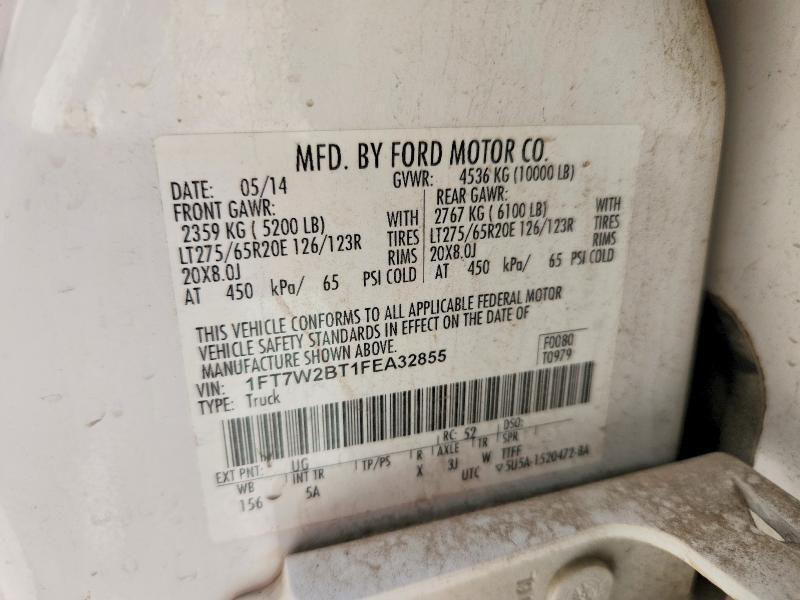 MFD. BY FORD MOTOR CO.
DATE: 05/14 GVWR: 4536 KG (10000 LB)
FRONT GAWR: REAR GAWR:
2359 KG ( 5200 LB) WITH 2767 KG ( 6100 LB) WITH
LT275/65R20E 126/123R TIRES LT275/65R20E 126/123R TIRES
20X8.0J RIMS 20X8.0J RIMS
AT 450 kPa/ 65 PSI COLD AT 450 kPa/ 65 PSI COLD
THIS VEHICLE CONFORMS TO ALL APPLICABLE FEDERAL MOTOR
VEHICLE SAFETY STANDARDS IN EFFECT ON THE DATE OF
MANUFACTURE SHOWN ABOVE.
F0080
T0979
VIN: 1FT7W2BT1FEA32855
TYPE: Truck
EXT PNT: UG RC: 52 DSO:
WB INT TR TP/PS R AXLE TR SPR
156 5A X 3J W TTFF
UTC 5U5A-1520472-BA